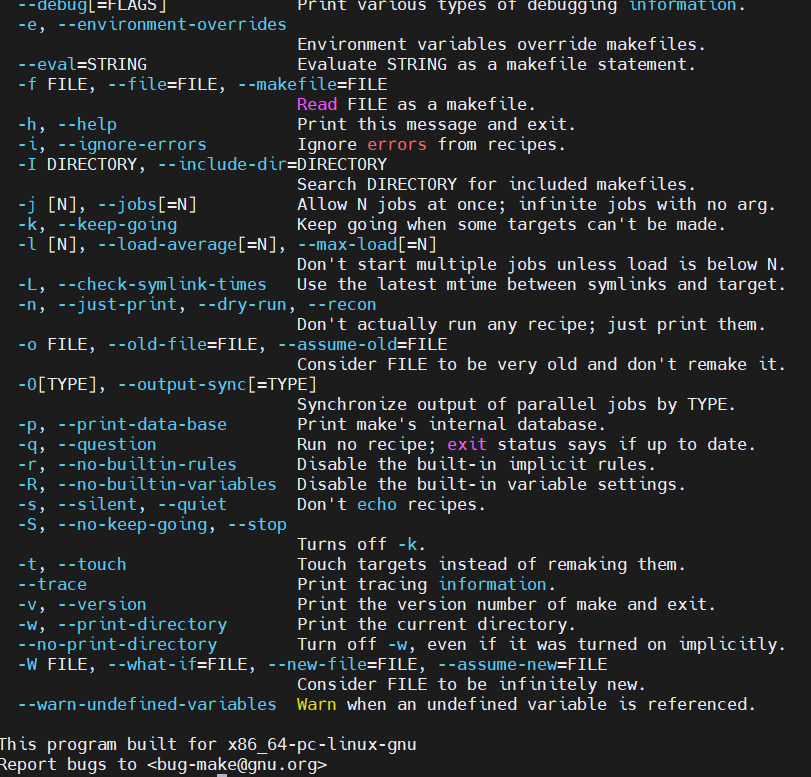 --debug[=FLAGS]             Print various types of debugging information.
-e, --environment-overrides
                            Environment variables override makefiles.
--eval=STRING               Evaluate STRING as a makefile statement.
-f FILE, --file=FILE, --makefile=FILE
                            Read FILE as a makefile.
-h, --help                  Print this message and exit.
-i, --ignore-errors         Ignore errors from recipes.
-I DIRECTORY, --include-dir=DIRECTORY
                            Search DIRECTORY for included makefiles.
-j [N], --jobs[=N]          Allow N jobs at once; infinite jobs with no arg.
-k, --keep-going            Keep going when some targets can't be made.
-l [N], --load-average[=N], --max-load[=N]
                            Don't start multiple jobs unless load is below N.
-L, --check-symlink-times   Use the latest mtime between symlinks and target.
-n, --just-print, --dry-run, --recon
                            Don't actually run any recipe; just print them.
-o FILE, --old-file=FILE, --assume-old=FILE
                            Consider FILE to be very old and don't remake it.
-O[TYPE], --output-sync[=TYPE]
                            Synchronize output of parallel jobs by TYPE.
-p, --print-data-base       Print make's internal database.
-q, --question              Run no recipe; exit status says if up to date.
-r, --no-builtin-rules      Disable the built-in implicit rules.
-R, --no-builtin-variables  Disable the built-in variable settings.
-s, --silent, --quiet       Don't echo recipes.
-S, --no-keep-going, --stop
                            Turns off -k.
-t, --touch                 Touch targets instead of remaking them.
--trace                     Print tracing information.
-v, --version               Print the version number of make and exit.
-w, --print-directory       Print the current directory.
--no-print-directory        Turn off -w, even if it was turned on implicitly.
-W FILE, --what-if=FILE, --new-file=FILE, --assume-new=FILE
                            Consider FILE to be infinitely new.
--warn-undefined-variables  Warn when an undefined variable is referenced.

This program built for x86_64-pc-linux-gnu
Report bugs to <bug-make@gnu.org>